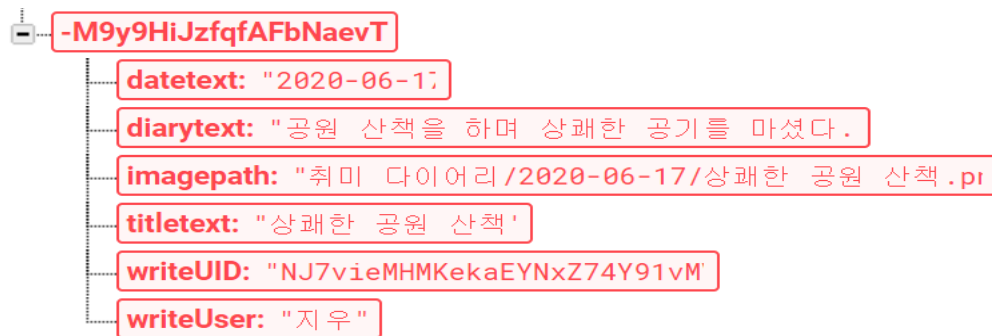 -M9y9HiJzfqfAFbNaevT
datetext: "2020-06-17
diarytext: "공원 산책을 하며 상쾌한 공기를 마셨다.
imagepath: "취미 다이어리/2020-06-17/상쾌한 공원 산책.pr
titletext: "상쾌한 공원 산책'
writeUID: "NJ7vieMHMKekaEYNxZ74Y91vM
writeUser: "지우"